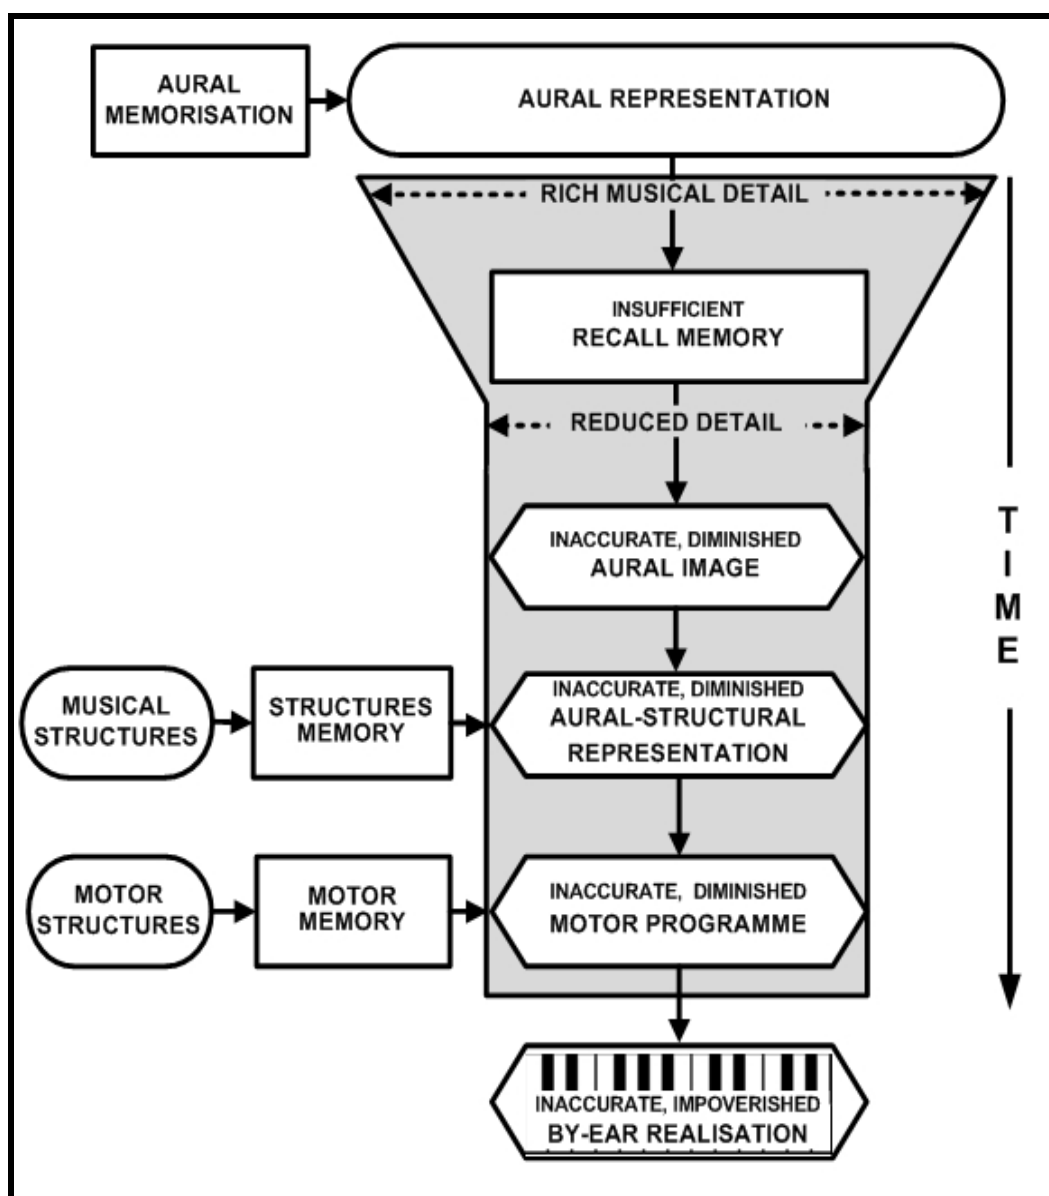 AURAL
MEMORISATION
AURAL REPRESENTATION
RICH MUSICAL DETAIL
INSUFFICIENT
RECALL MEMORY
REDUCED DETAIL
INACCURATE, DIMINISHED
AURAL IMAGE
TIME
MUSICAL
STRUCTURES
STRUCTURES
MEMORY
INACCURATE, DIMINISHED
AURAL-STRUCTURAL
REPRESENTATION
MOTOR
STRUCTURES
MOTOR
MEMORY
INACCURATE, DIMINISHED
MOTOR PROGRAMME
INACCURATE, IMPOVERISHED
BY-EAR REALISATION